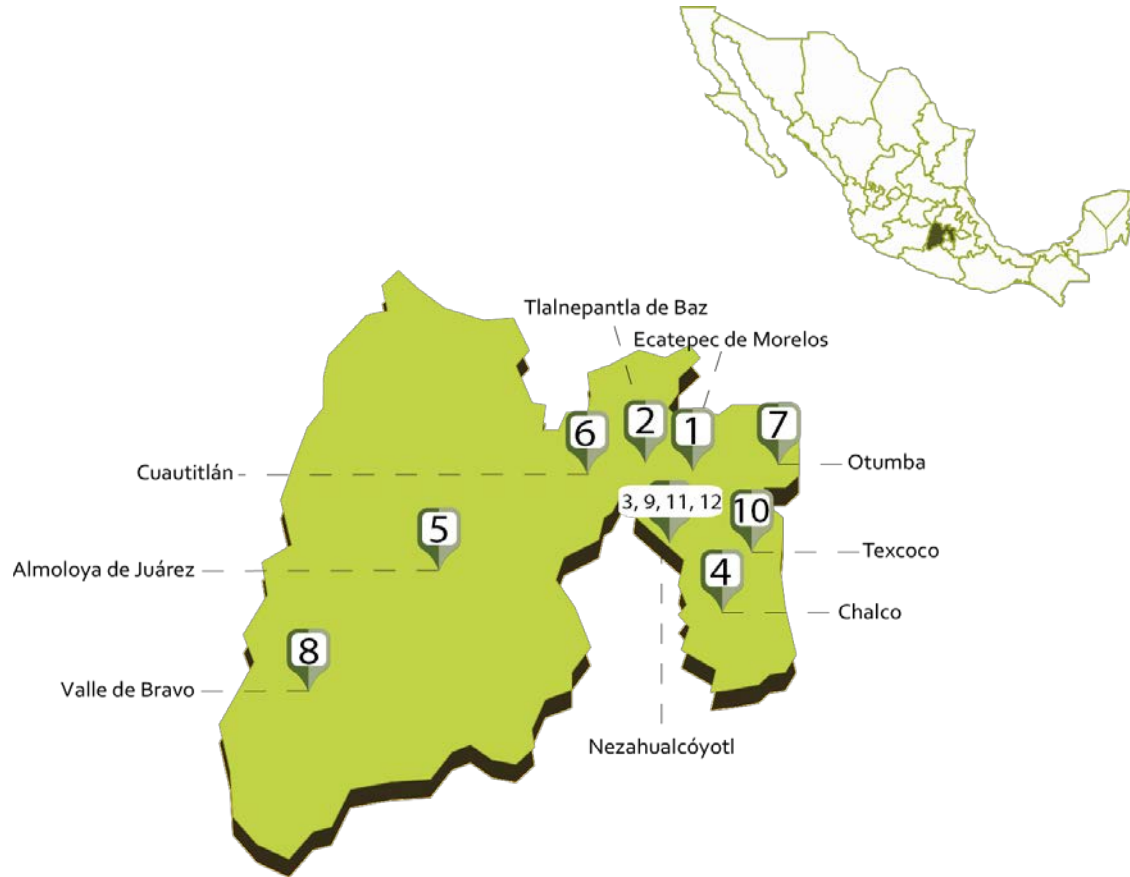 Tlalnepantla de Baz
Ecatepec de Morelos
6
2
1
7
Cuautitlán
Otumba
3, 9, 11, 12
10
5
Texcoco
Almoloya de Juárez
4
Chalco
8
Valle de Bravo
Nezahualcóyotl